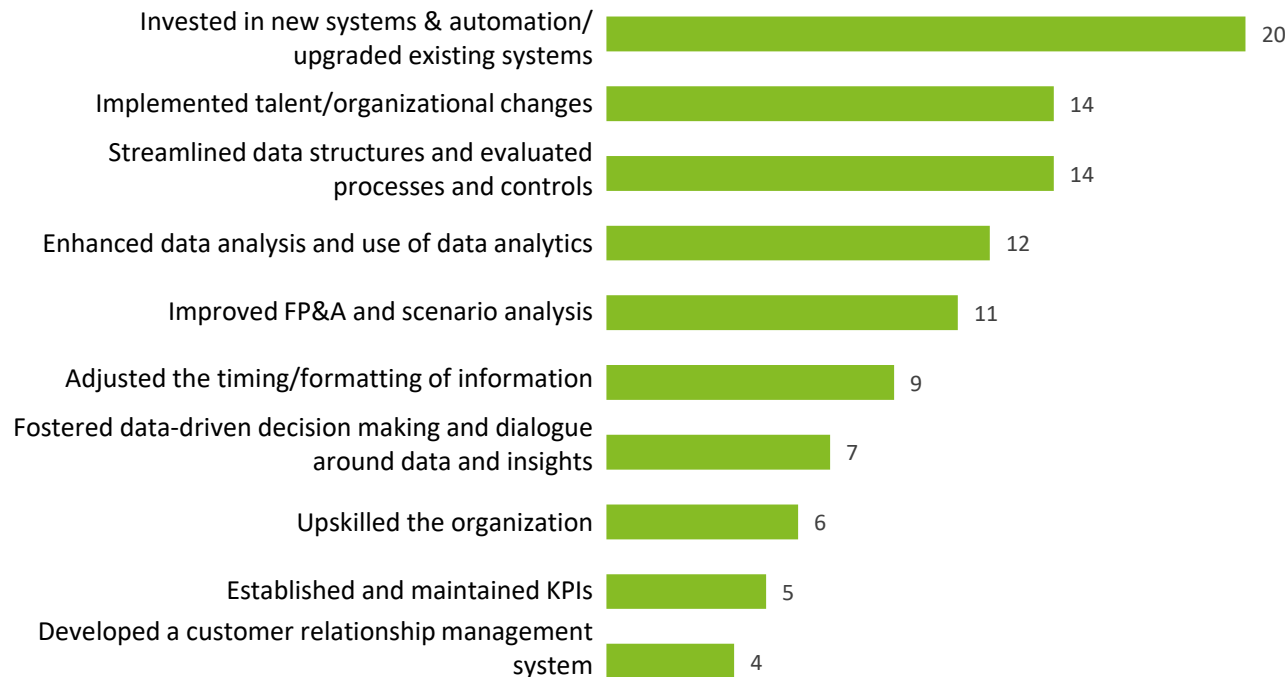 Invested in new systems & automation/
upgraded existing systems
20
Implemented talent/organizational changes
14
Streamlined data structures and evaluated
processes and controls
14
Enhanced data analysis and use of data analytics
12
Improved FP&A and scenario analysis
11
Adjusted the timing/formatting of information
9
Fostered data-driven decision making and dialogue
around data and insights
7
Upskilled the organization
6
Established and maintained KPIs
5
Developed a customer relationship management
system
4